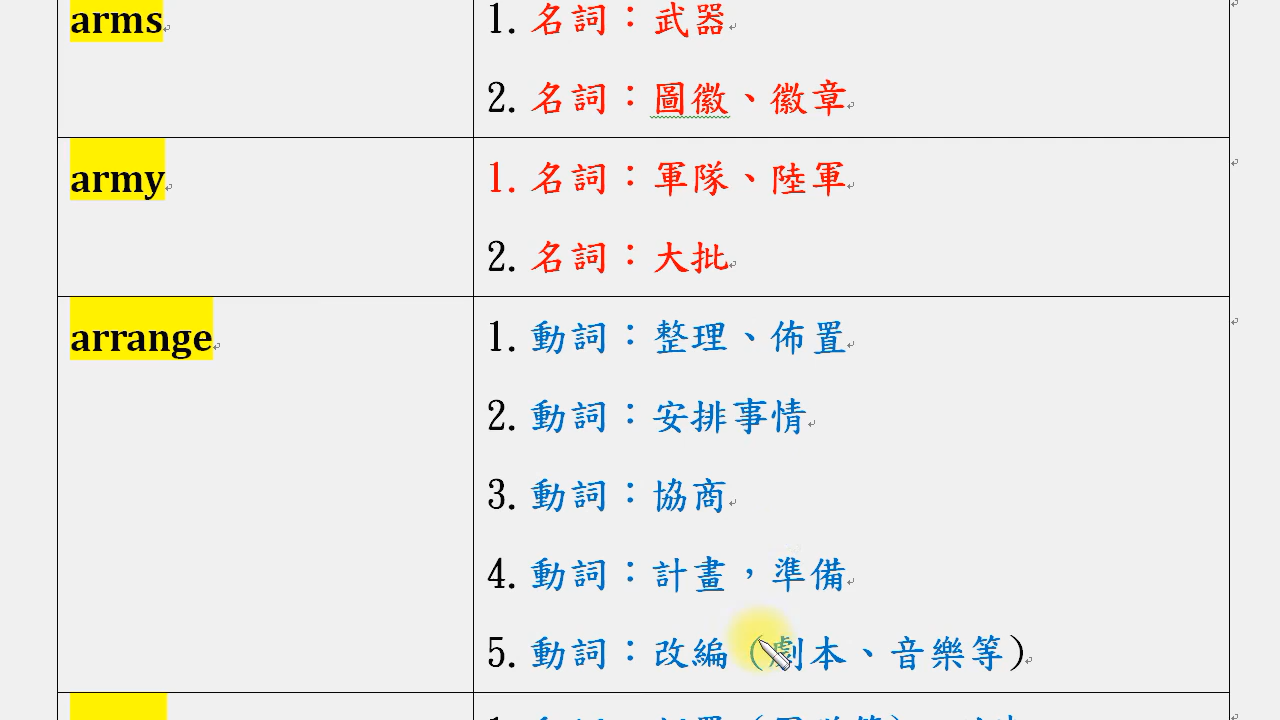 arms
1. 名詞：武器
2. 名詞：圖徽、徽章
army
1. 名詞：軍隊、陸軍
2. 名詞：大批
arrange
1. 動詞：整理、佈置
2. 動詞：安排事情
3. 動詞：協商
4. 動詞：計畫，準備
5. 動詞：改編（劇本、音樂等）